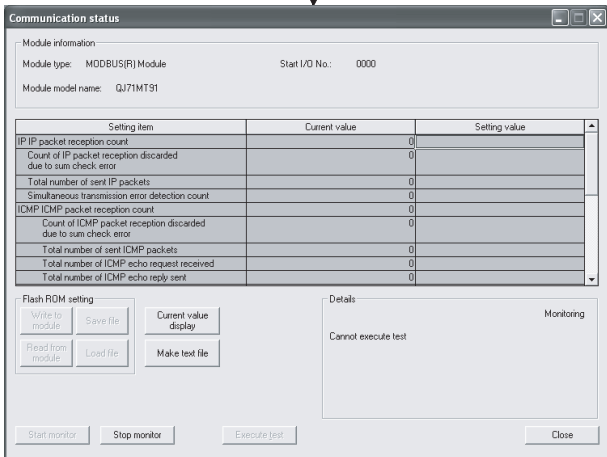 Communication status
Module information
Module type: MODBUS(R) Module Start I/O No.: 0000
Module model name: QJ71MT91
Setting item Current value Setting value
IP IP packet reception count 0
Count of IP packet reception discarded
due to sum check error 0
Total number of sent IP packets 0
Simultaneous transmission error detection count 0
ICMP ICMP packet reception count 0
Count of ICMP packet reception discarded
due to sum check error 0
Total number of sent ICMP packets 0
Total number of ICMP echo request received 0
Total number of ICMP echo reply sent 0
Flash ROM setting
Write to
module
Save file
Current value
display
Read from
module
Load file
Make text file
Details
Monitoring
Cannot execute test
Start monitor Stop monitor Execute test Close